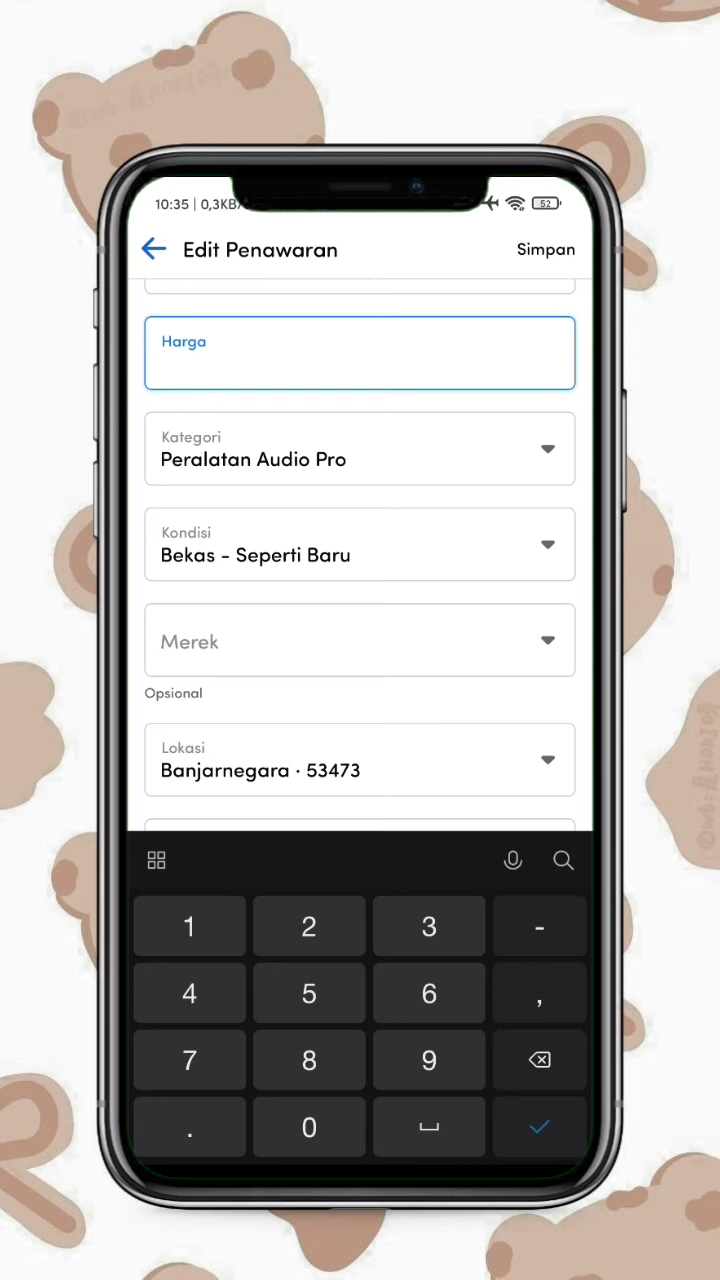 10:35 | 0,3KB/
52
Edit Penawaran
Simpan
Harga
Kategori
Peralatan Audio Pro
Kondisi
Bekas - Seperti Baru
Merek
Opsional
Lokasi
Banjarnegara · 53473
1 2 3 -
4 5 6 ,
7 8 9
. 0